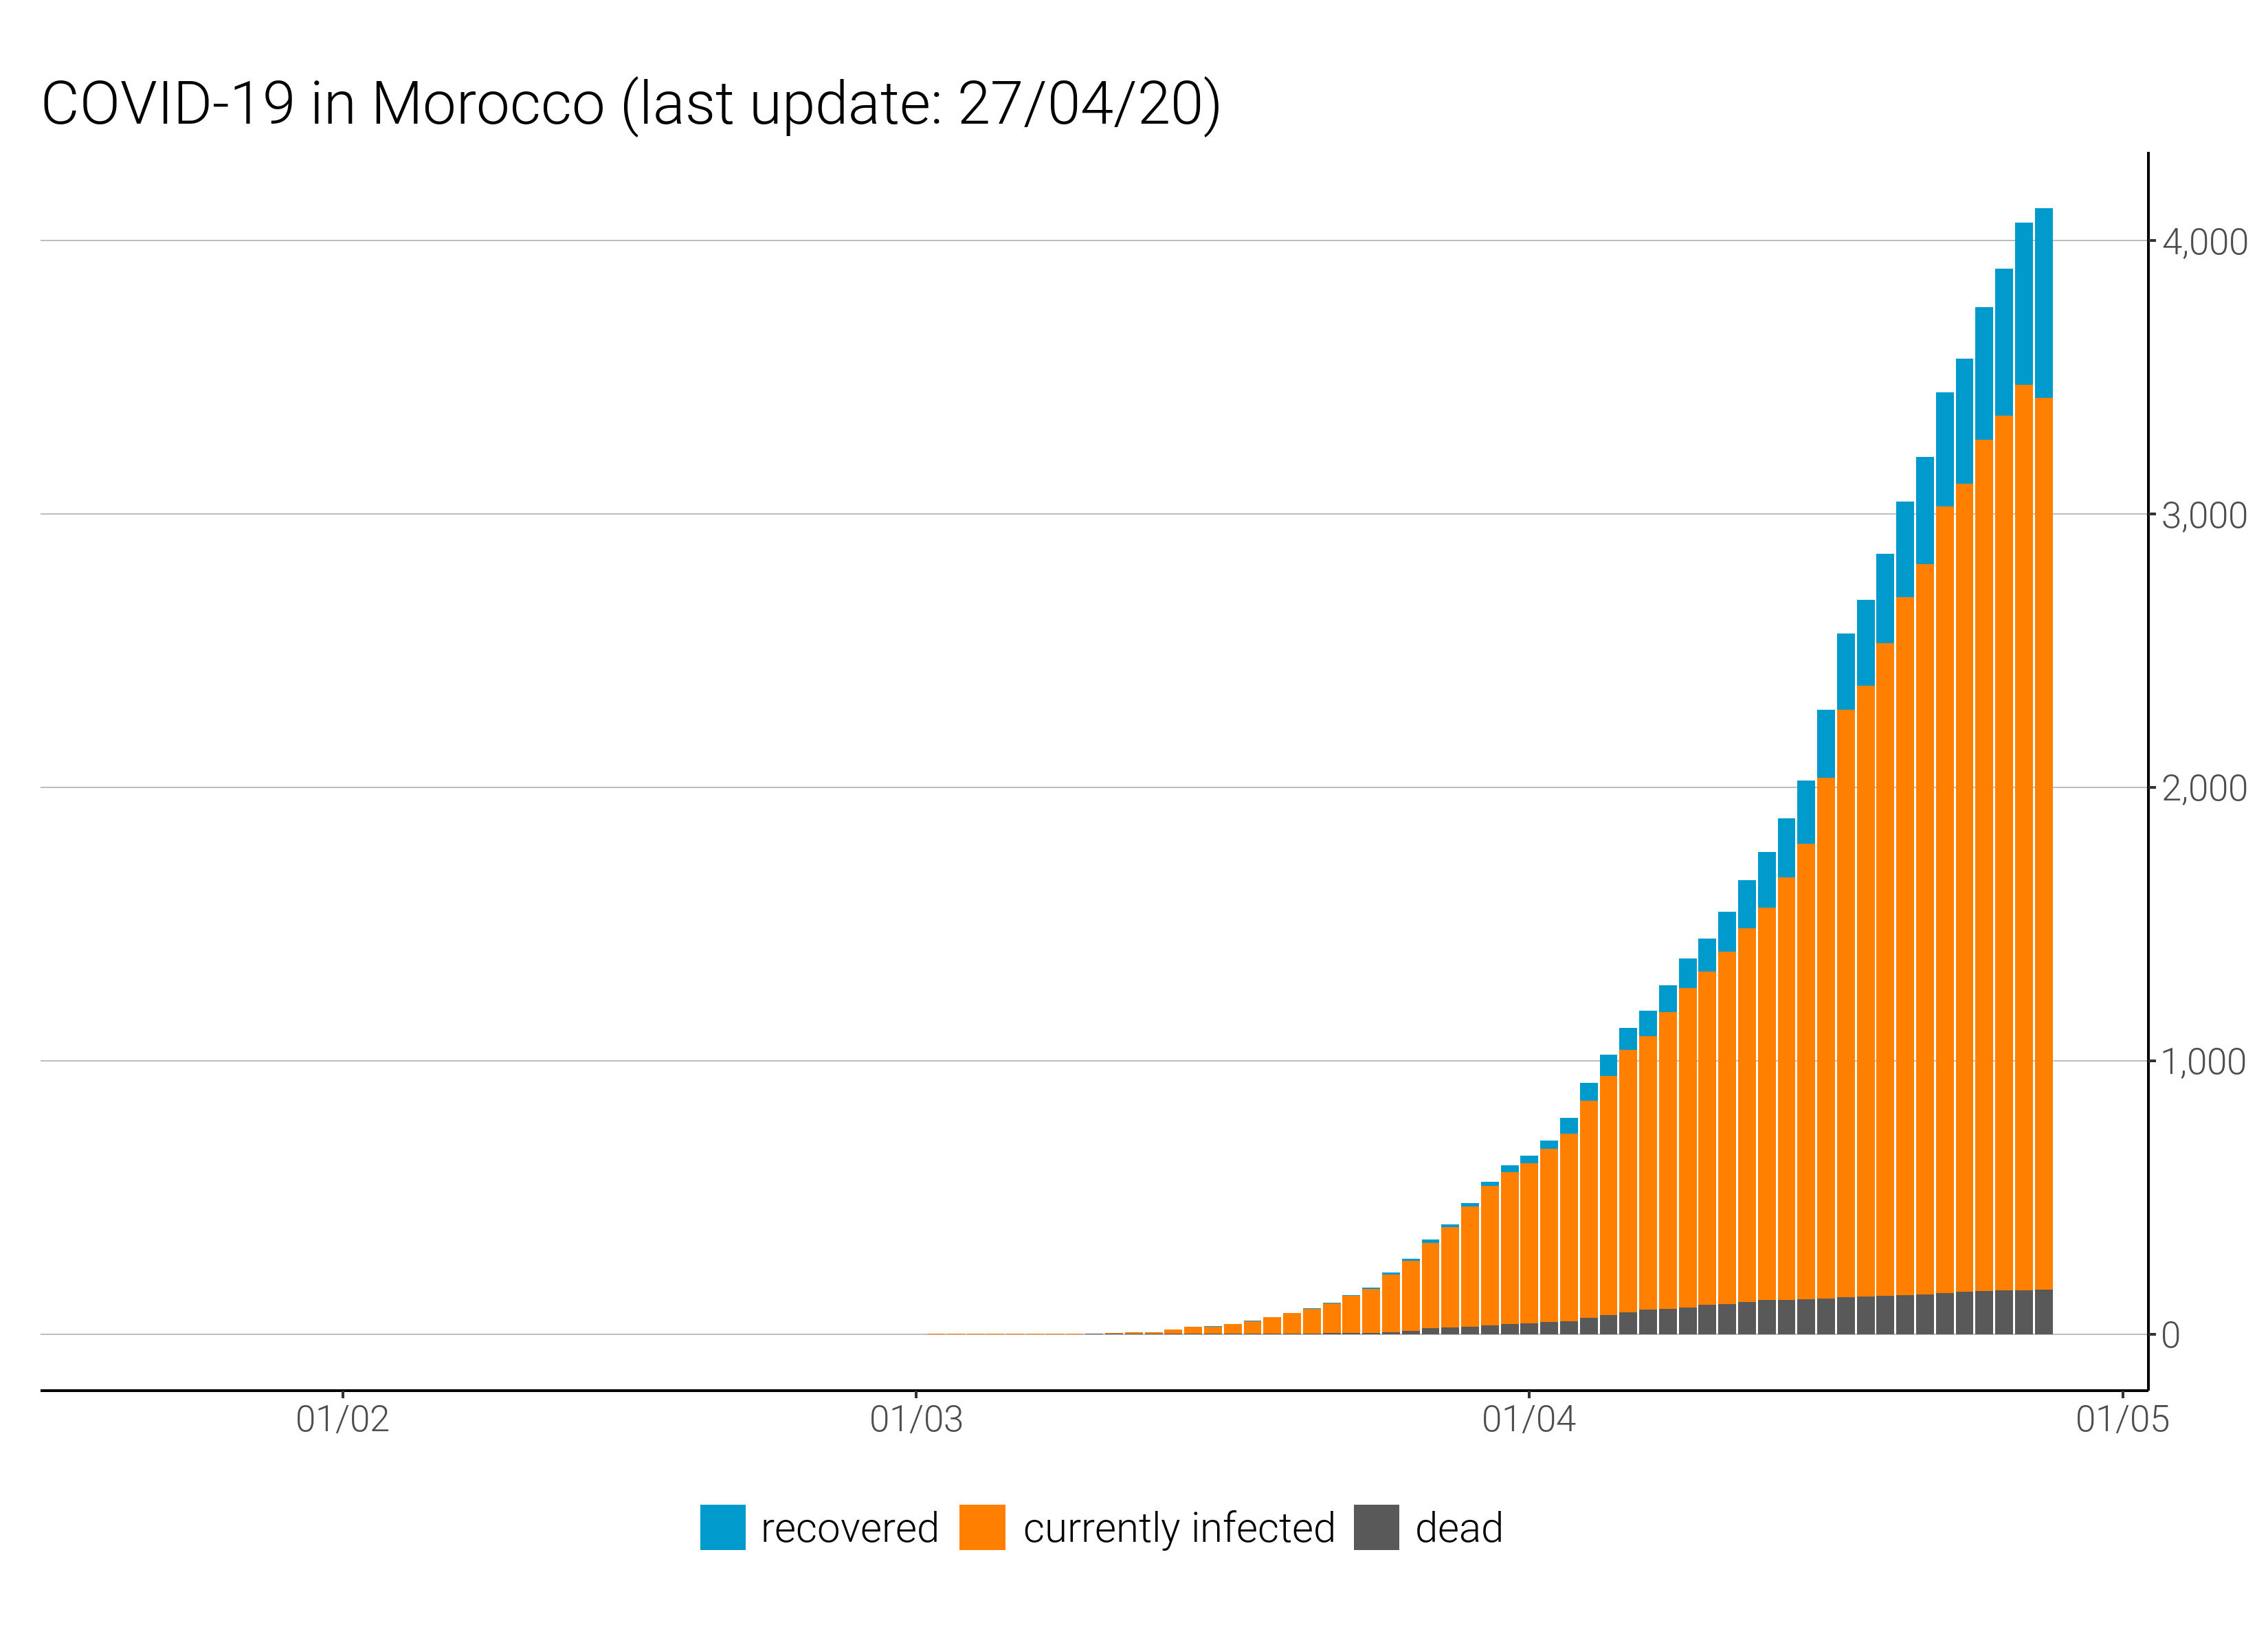 COVID-19 in Morocco (last update: 27/04/20)
4,000
3,000
2,000
1,000
0
01/02 01/03 01/04 01/05
recovered currently infected dead